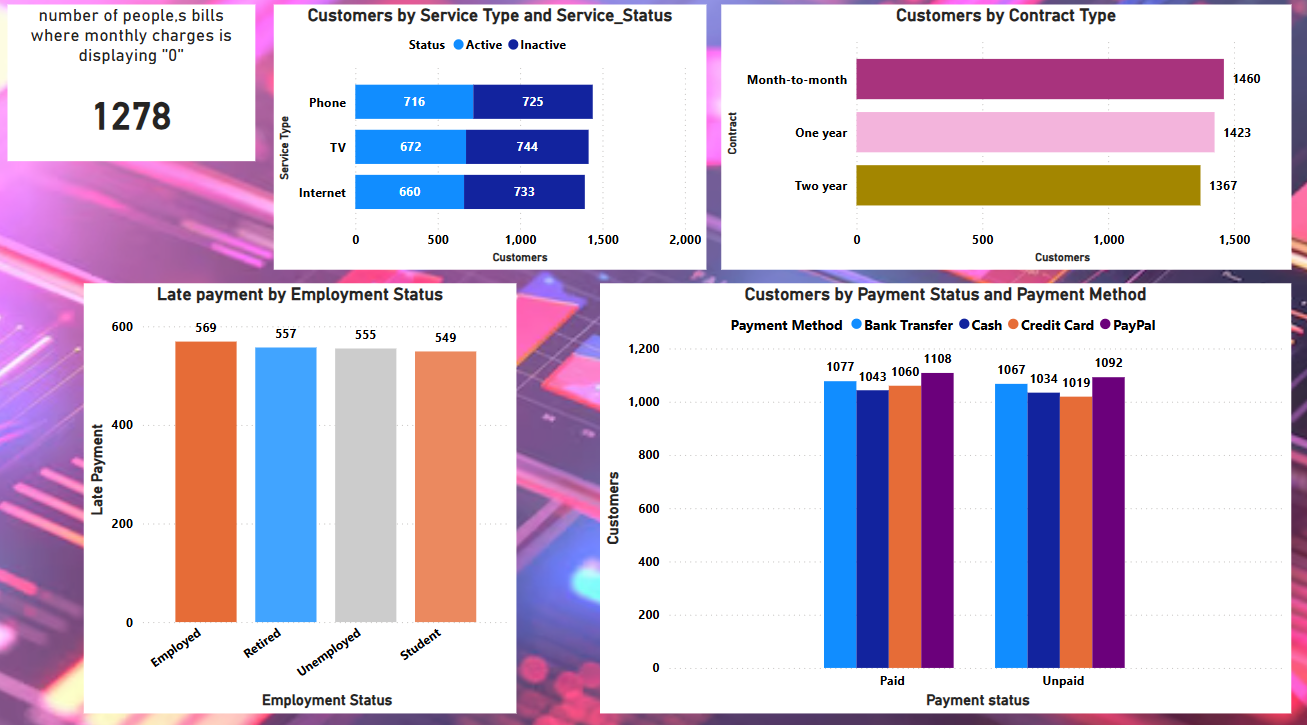 number of people,s bills
where monthly charges is
displaying "0"
1278
Customers by Service Type and Service_Status
Status Active Inactive
Service Type
Phone 716 725
TV 672 744
Internet 660 733
0 500 1,000 1,500 2,000
Customers
Customers by Contract Type
Contract
Month-to-month 1460
One year 1423
Two year 1367
0 500 1,000 1,500
Customers
Late payment by Employment Status
Late Payment
600
400
200
0
569 557 555 549
Employed Retired Unemployed Student
Employment Status
Customers by Payment Status and Payment Method
Payment Method Bank Transfer Cash Credit Card PayPal
Customers
1,200
1,000
800
600
400
200
0
1077 1043 1060 1108 1067 1034 1019 1092
Paid Unpaid
Payment status